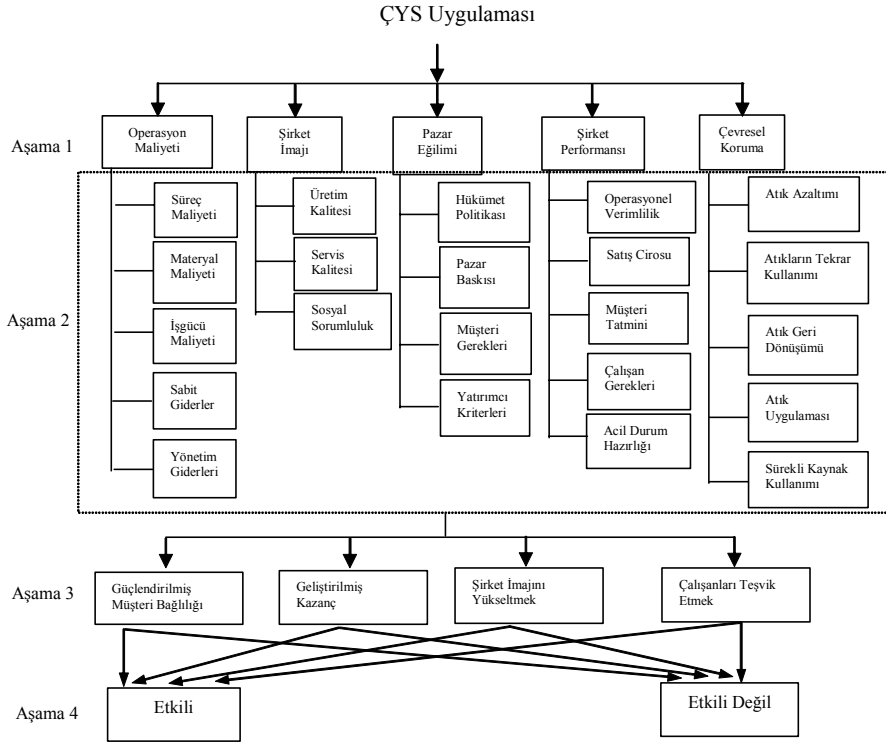 ÇYS Uygulaması
Aşama 1
Operasyon
Maliyeti
Şirket
İmajı
Pazar
Eğilimi
Şirket
Performansı
Çevresel
Koruma
Aşama 2
Süreç
Maliyeti
Materyal
Maliyeti
İşgücü
Maliyeti
Sabit
Giderler
Yönetim
Giderleri
Üretim
Kalitesi
Servis
Kalitesi
Sosyal
Sorumluluk
Hükümet
Politikası
Pazar
Baskısı
Müşteri
Gerekleri
Yatırımcı
Kriterleri
Operasyonel
Verimlilik
Satış Cirosu
Müşteri
Tatmini
Çalışan
Gerekleri
Acil Durum
Hazırlığı
Atık Azaltımı
Atıkların Tekrar
Kullanımı
Atık Geri
Dönüşümü
Atık
Uygulaması
Sürekli Kaynak
Kullanımı
Aşama 3
Güçlendirilmiş
Müşteri Bağlılığı
Geliştirilmiş
Kazanç
Şirket İmajını
Yükseltmek
Çalışanları Teşvik
Etmek
Aşama 4
Etkili
Etkili Değil